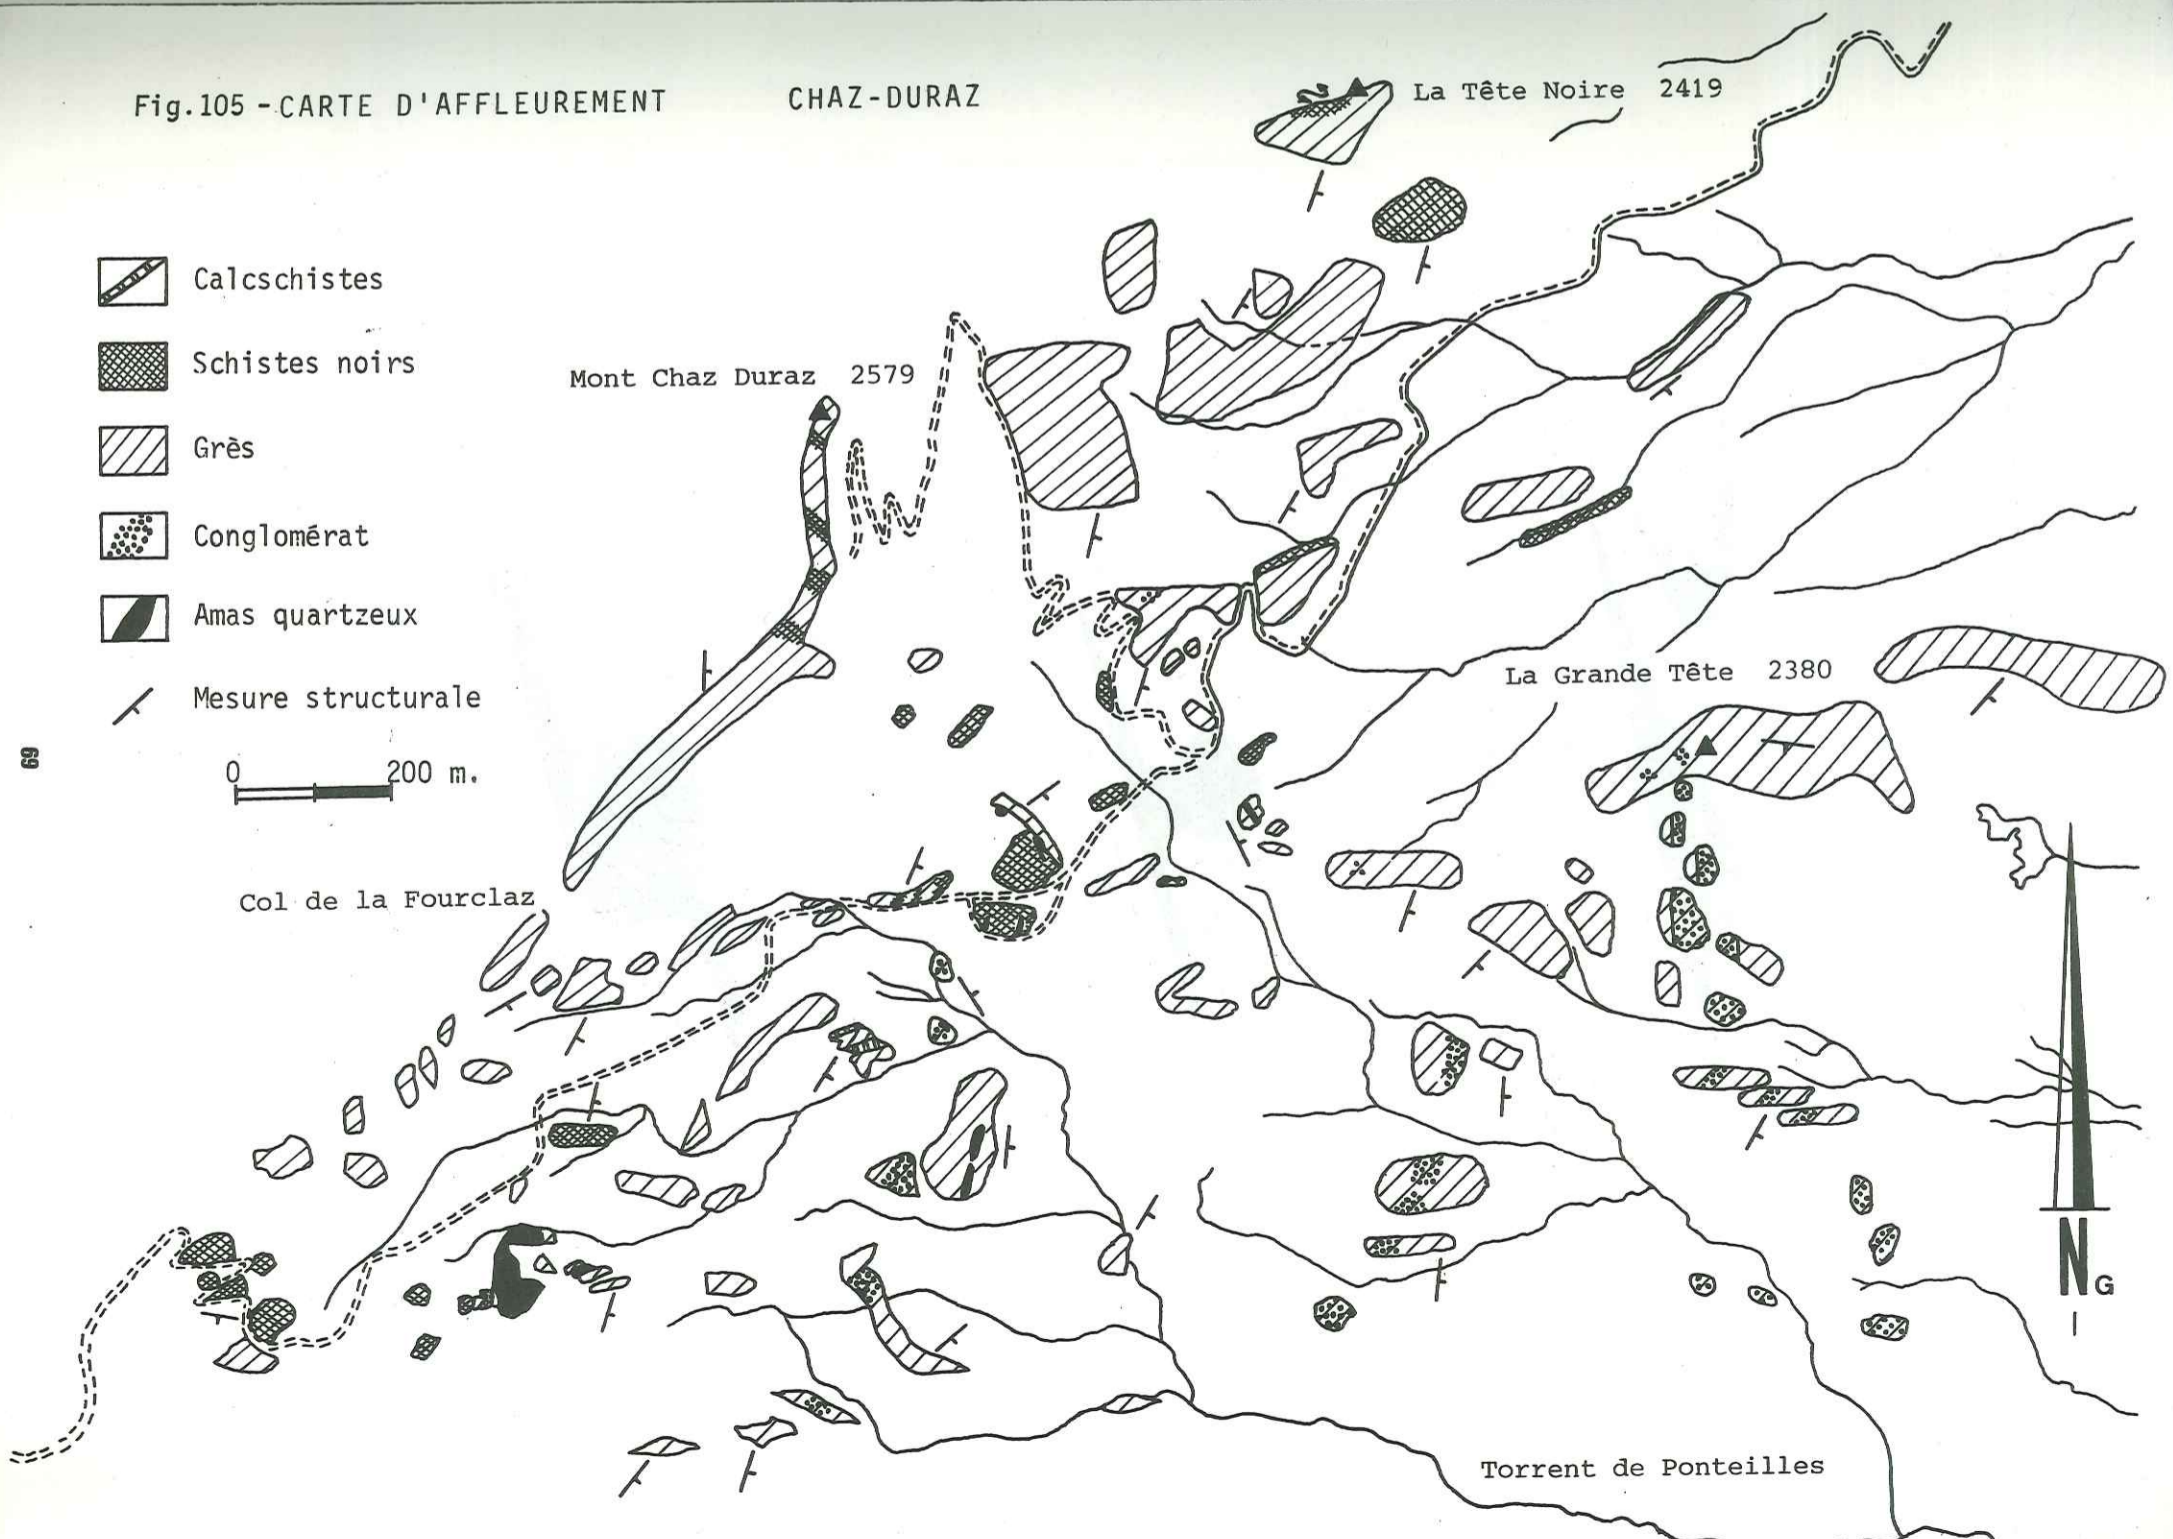 Fig.105 - CARTE D'AFFLEUREMENT CHAZ-DURAZ
La Tête Noire 2419
Calcschistes
Schistes noirs
Mont Chaz Duraz 2579
Grès
Conglomérat
Amas quartzeux
La Grande Tête 2380
Mesure structurale
69
0 200 m.
Col de la Fourclaz
N G
Torrent de Ponteilles